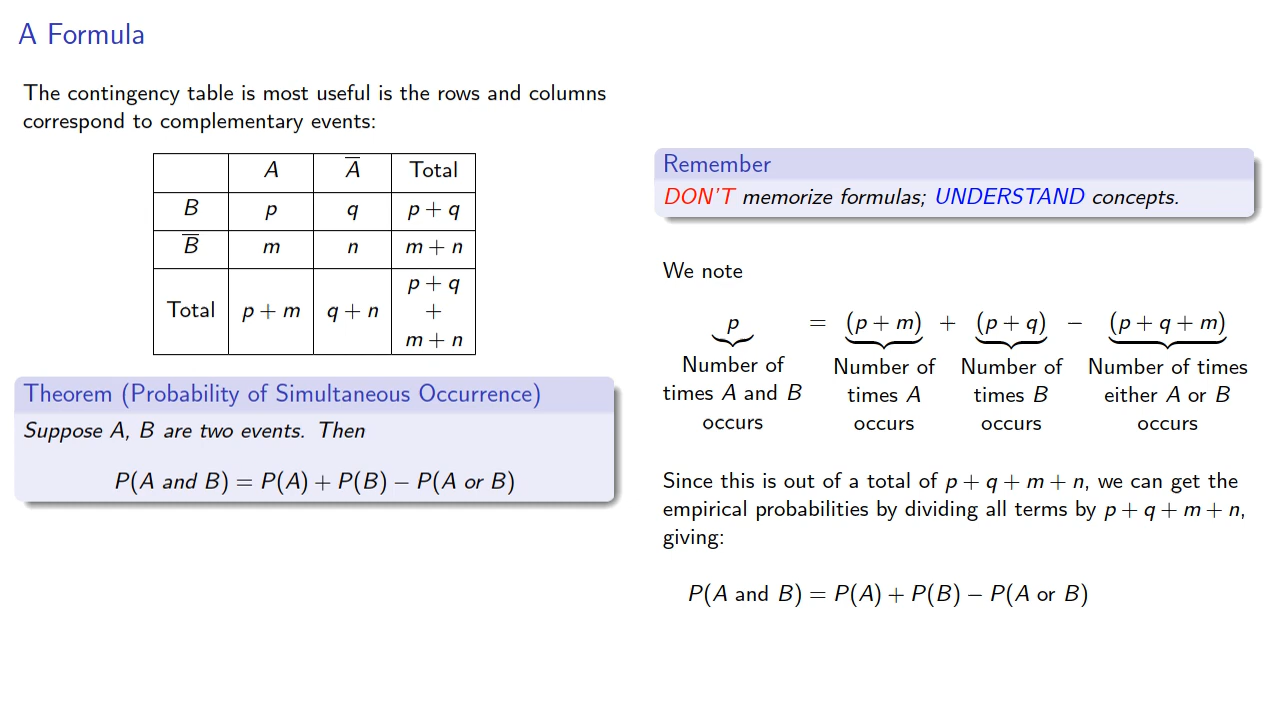 A Formula
The contingency table is most useful is the rows and columns
correspond to complementary events:
A A̅ Total
B p q p + q
B̅ m n m + n
Total p + m q + n p + q + m + n
Theorem (Probability of Simultaneous Occurrence)
Suppose A, B are two events. Then
P(A and B) = P(A) + P(B) − P(A or B)
Remember
DON'T memorize formulas; UNDERSTAND concepts.
We note
p = (p + m) + (p + q) − (p + q + m)
Number of Number of Number of Number of times
times A and B times A times B either A or B
occurs occurs occurs occurs
Since this is out of a total of p + q + m + n, we can get the
empirical probabilities by dividing all terms by p + q + m + n,
giving:
P(A and B) = P(A) + P(B) − P(A or B)